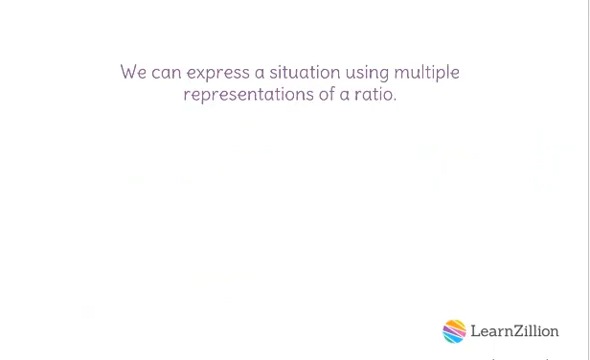 We can express a situation using multiple
representations of a ratio.
LearnZillion